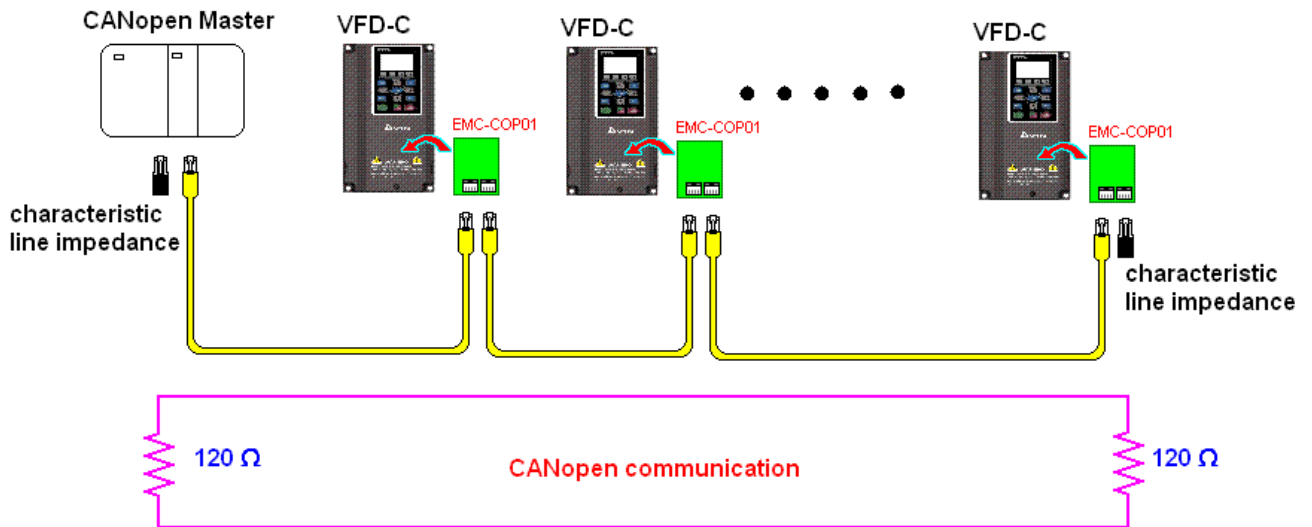 CANopen Master
VFD-C
VFD-C
VFD-C
EMC-COP01
EMC-COP01
EMC-COP01
characteristic
line impedance
characteristic
line impedance
120 Ω
CANopen communication
120 Ω